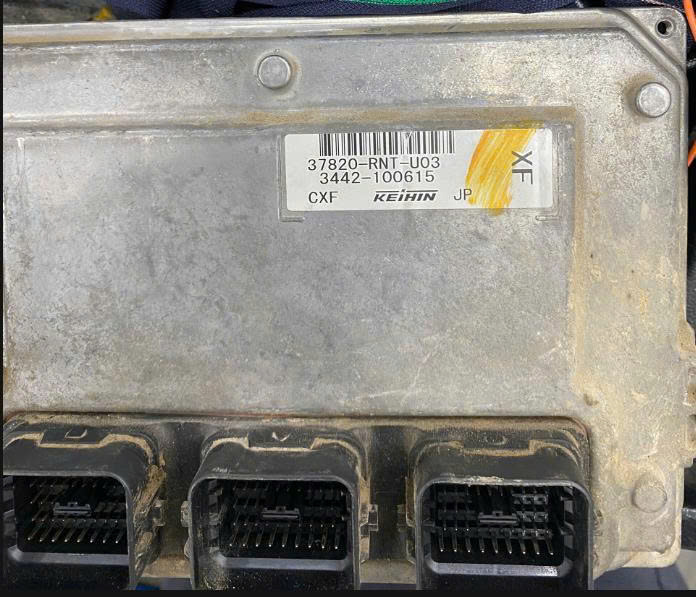 37820-RNT-U03
3442-100615
CXF KEIHIN JP
XF